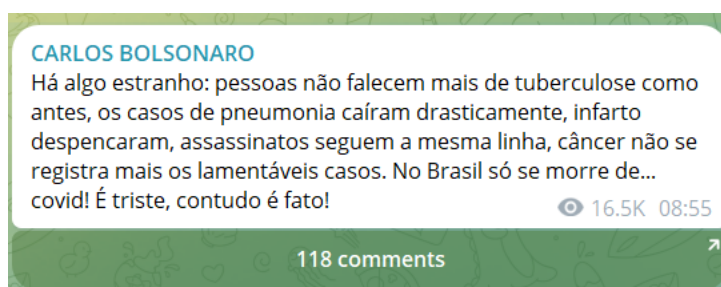 CARLOS BOLSONARO
Há algo estranho: pessoas não falecem mais de tuberculose como
antes, os casos de pneumonia caíram drasticamente, infarto
despencaram, assassinatos seguem a mesma linha, câncer não se
registra mais os lamentáveis casos. No Brasil só se morre de...
covid! É triste, contudo é fato!
16.5K 08:55
118 comments